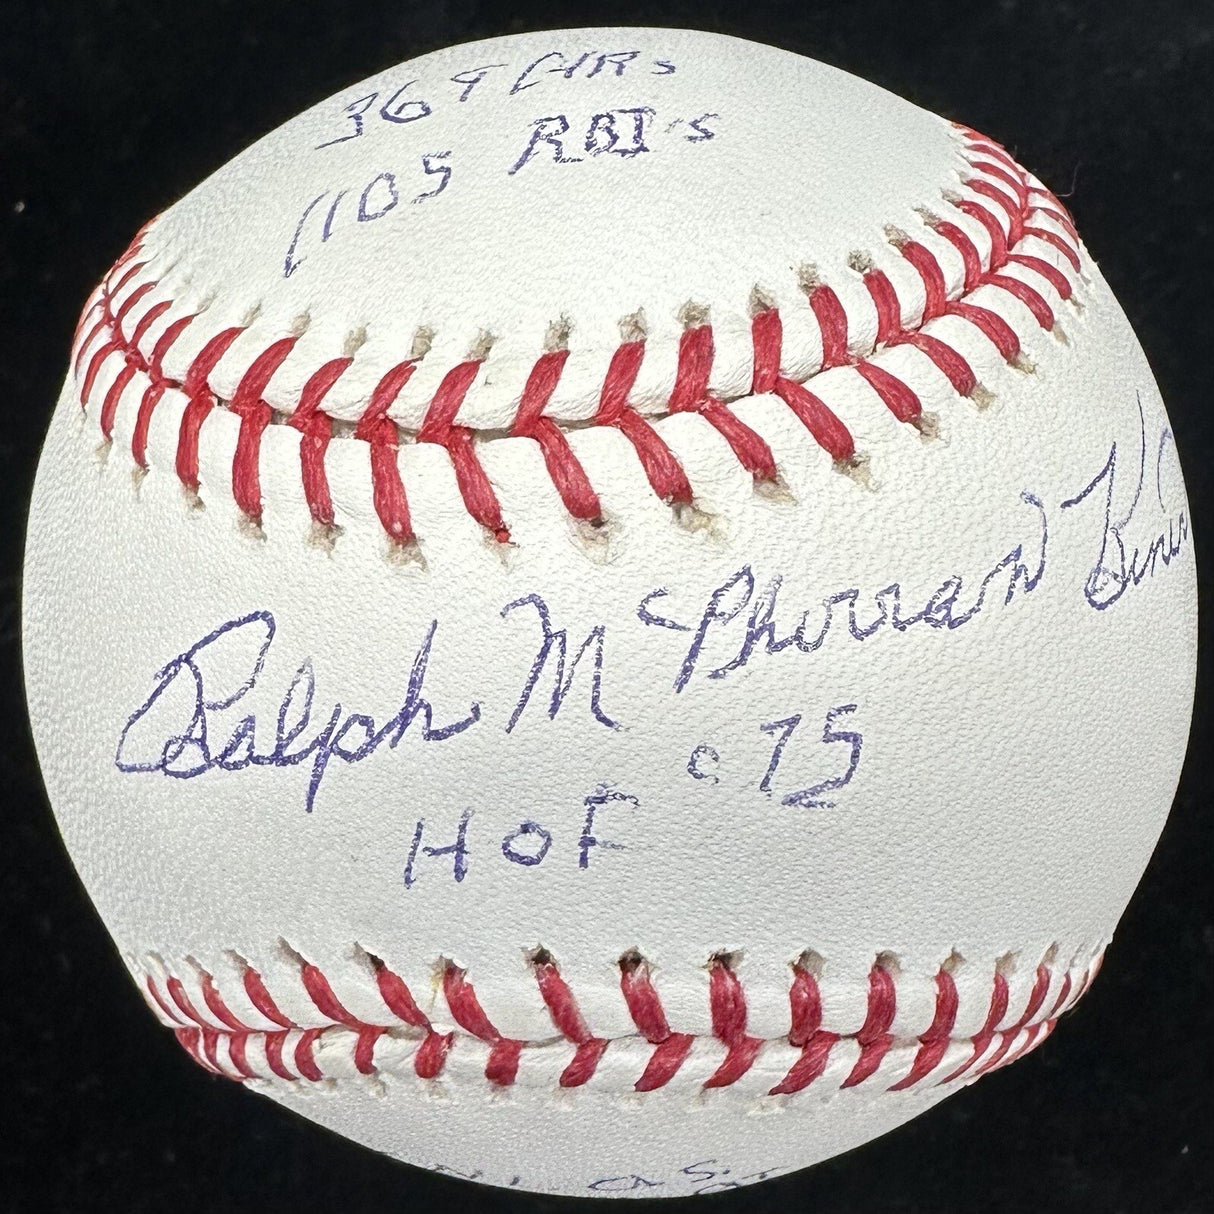 369 HRs
1105 RBI's
Ralph McPherran Kiner
HOF '75